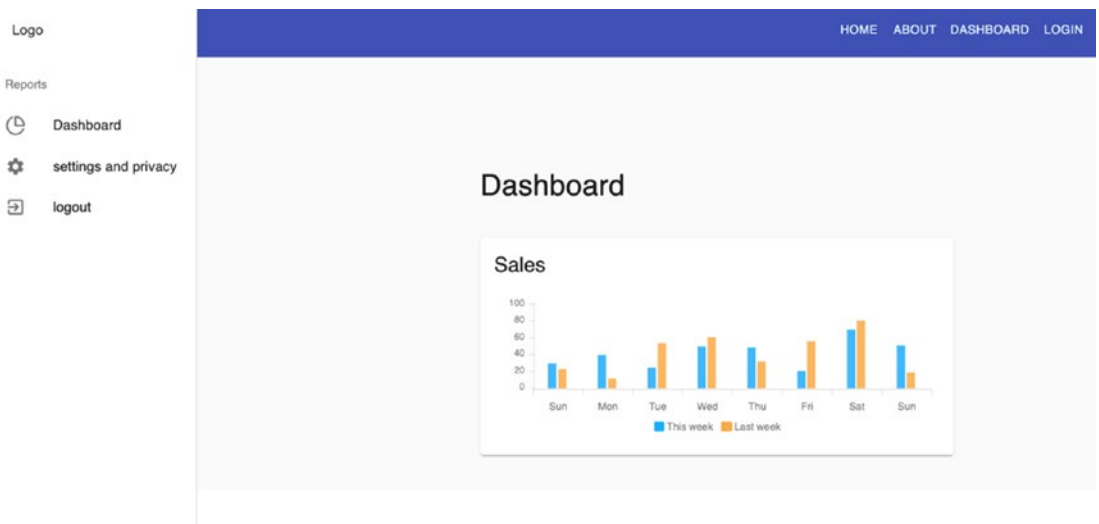 Logo
HOME ABOUT DASHBOARD LOGIN
Reports
Dashboard
settings and privacy
logout
Dashboard
Sales
100
80
60
40
20
0
Sun Mon Tue Wed Thu Fri Sat Sun
This week Last week